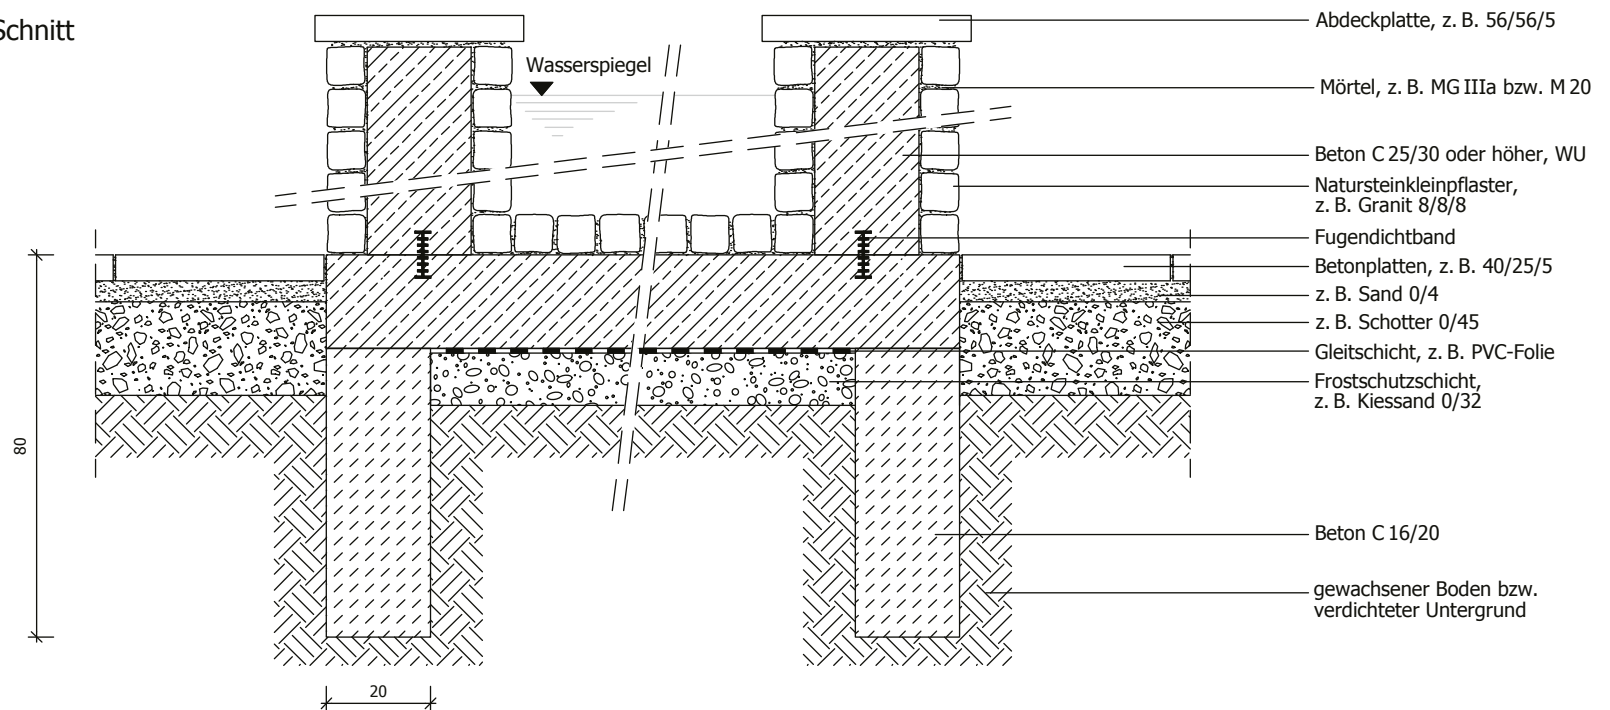 Schnitt
Abdeckplatte, z. B. 56/56/5
Wasserspiegel
Mörtel, z. B. MG IIIa bzw. M 20
Beton C 25/30 oder höher, WU
Natursteinkleinpflaster,
z. B. Granit 8/8/8
Fugendichtband
Betonplatten, z. B. 40/25/5
z. B. Sand 0/4
z. B. Schotter 0/45
Gleitschicht, z. B. PVC-Folie
Frostschutzschicht,
z. B. Kiessand 0/32
80
Beton C 16/20
gewachsener Boden bzw.
verdichteter Untergrund
20